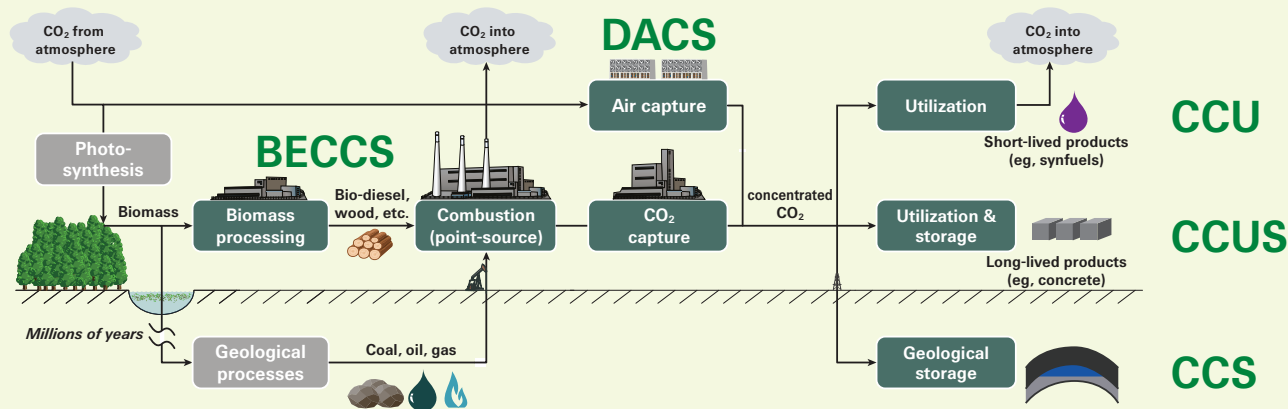 CO₂ from
atmosphere
CO₂ into
atmosphere
DACS
CO₂ into
atmosphere
Air capture
Utilization
CCU
Photo-
synthesis
BECCS
Short-lived products
(eg, synfuels)
Biomass
Biomass
processing
Bio-diesel,
wood, etc.
Combustion
(point-source)
CO₂
capture
concentrated
CO₂
Utilization &
storage
CCUS
Long-lived products
(eg, concrete)
Millions of years
Geological
processes
Coal, oil, gas
Geological
storage
CCS